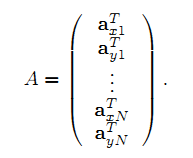 A = ( a_{x1}^T
a_{y1}^T
⋮
a_{xN}^T
a_{yN}^T ) .